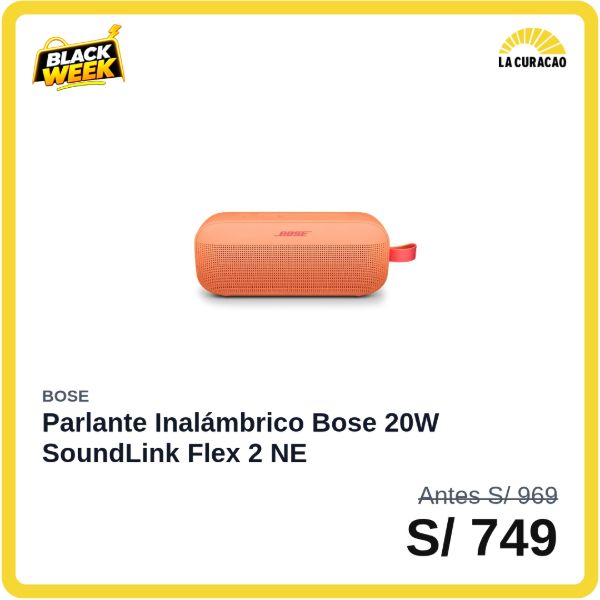 BLACK
WEEK
LA CURACAO
BOSE
BOSE
Parlante Inalámbrico Bose 20W
SoundLink Flex 2 NE
Antes S/ 969
S/ 749